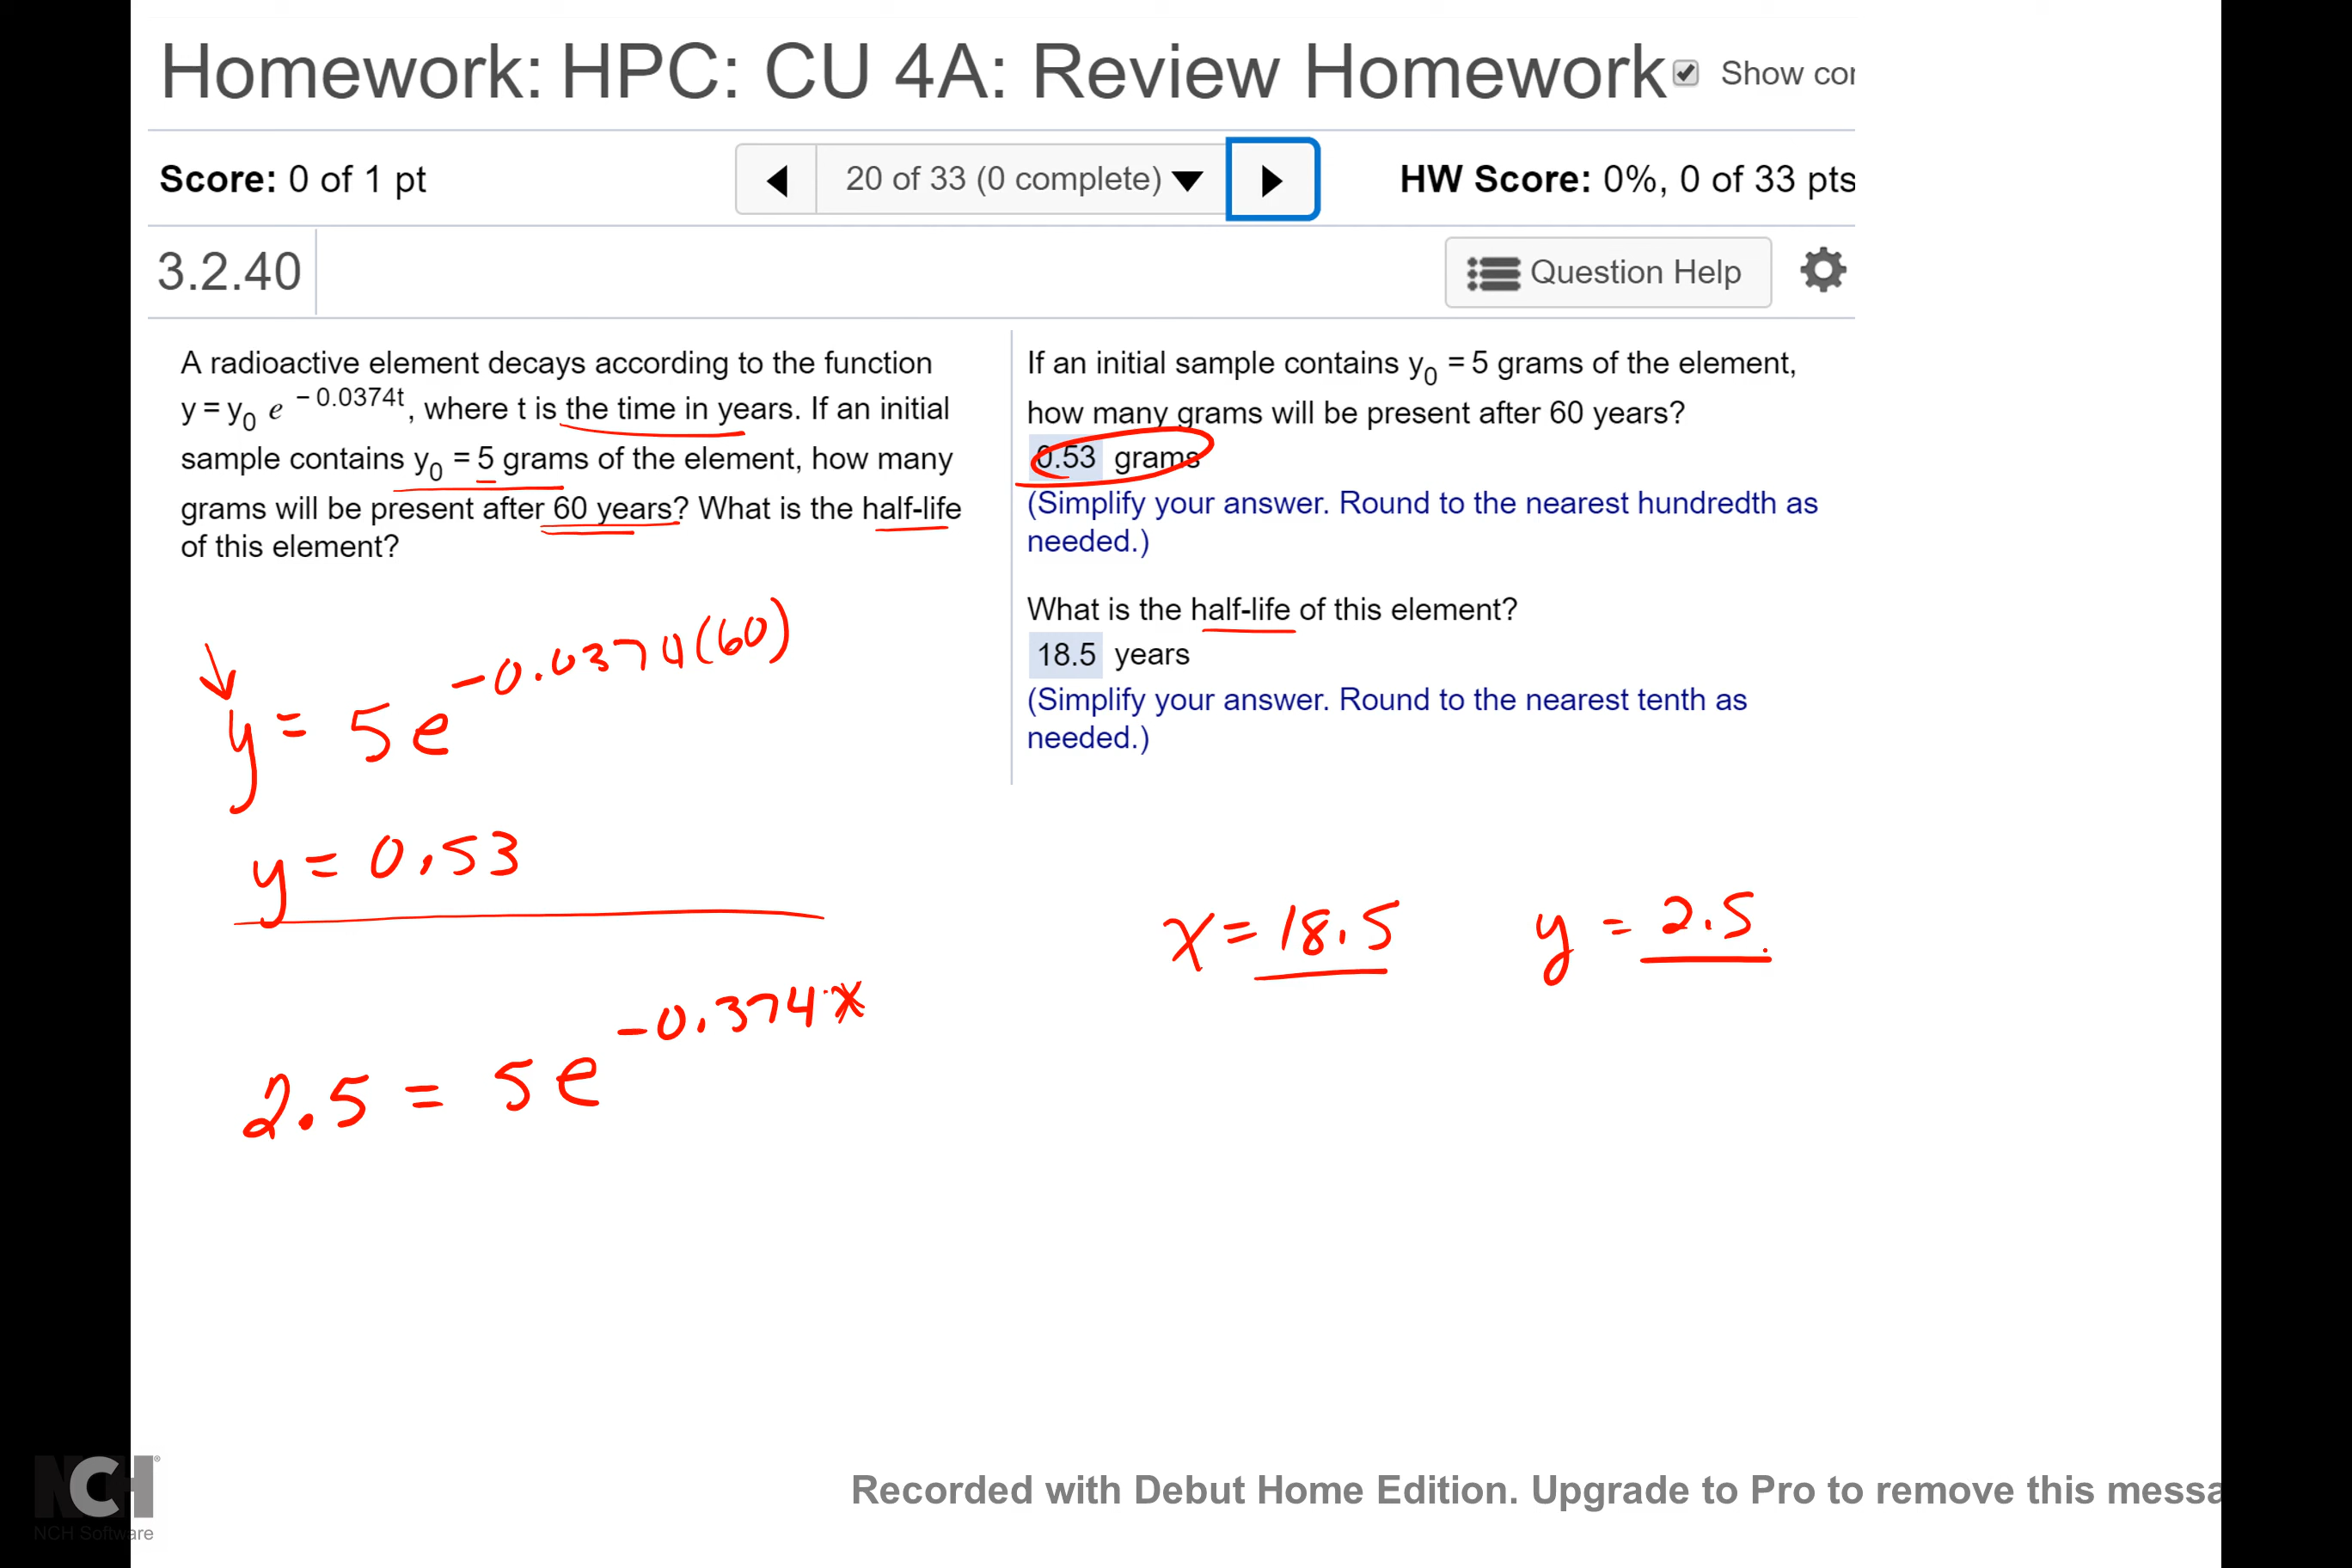 Homework: HPC: CU 4A: Review Homework
Show cor
Score: 0 of 1 pt
20 of 33 (0 complete)
HW Score: 0%, 0 of 33 pts
3.2.40
Question Help
A radioactive element decays according to the function
y = y₀ e ^{− 0.0374t}, where t is the time in years. If an initial
sample contains y₀ = 5 grams of the element, how many
grams will be present after 60 years? What is the half-life
of this element?
If an initial sample contains y₀ = 5 grams of the element,
how many grams will be present after 60 years?
0.53 grams
(Simplify your answer. Round to the nearest hundredth as
needed.)
What is the half-life of this element?
18.5 years
(Simplify your answer. Round to the nearest tenth as
needed.)
y = 5e^{-0.0374(60)}
y = 0.53
x = 18.5 y = 2.5
2.5 = 5e^{-0.374x}
NCH®
NCH Software
Recorded with Debut Home Edition. Upgrade to Pro to remove this messa